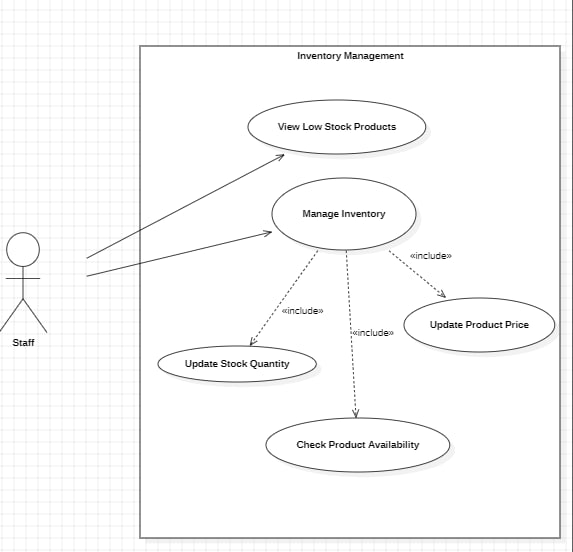 Inventory Management
View Low Stock Products
Manage Inventory
«include»
«include»
«include»
Update Product Price
Staff
Update Stock Quantity
Check Product Availability